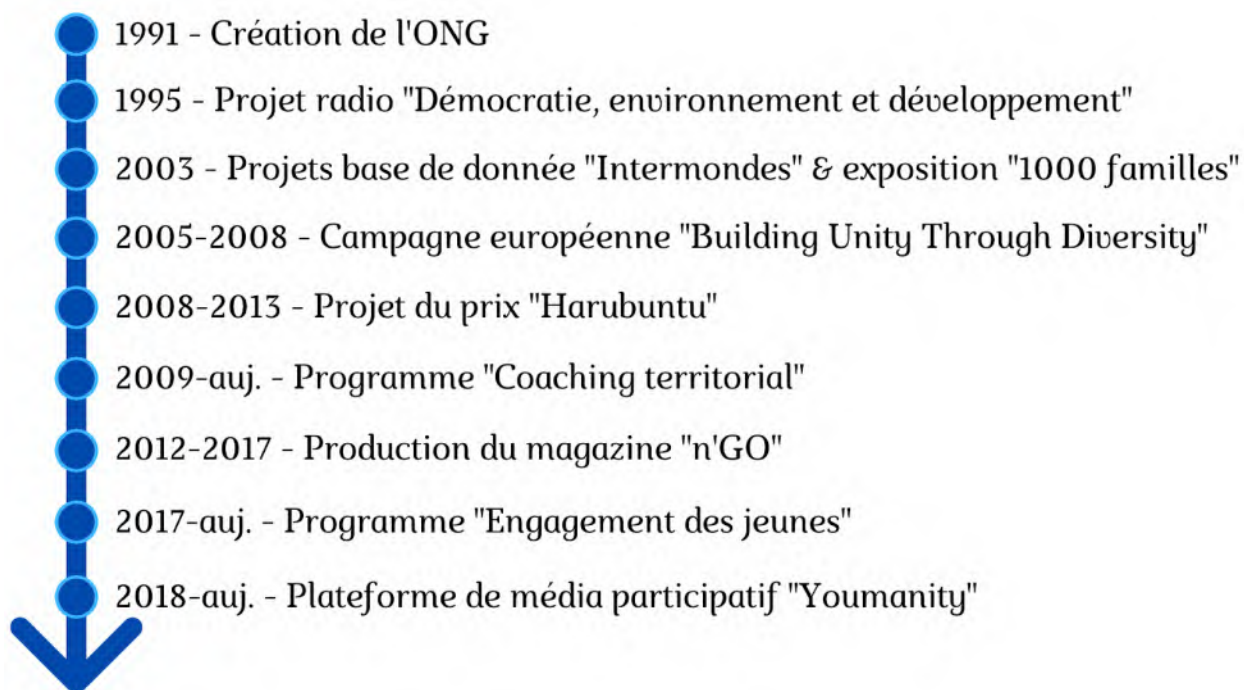 1991 - Création de l'ONG
1995 - Projet radio "Démocratie, environnement et développement"
2003 - Projets base de donnée "Intermondes" & exposition "1000 familles"
2005-2008 - Campagne européenne "Building Unity Through Diversity"
2008-2013 - Projet du prix "Harubuntu"
2009-auj. - Programme "Coaching territorial"
2012-2017 - Production du magazine "n'GO"
2017-auj. - Programme "Engagement des jeunes"
2018-auj. - Plateforme de média participatif "Youmanity"